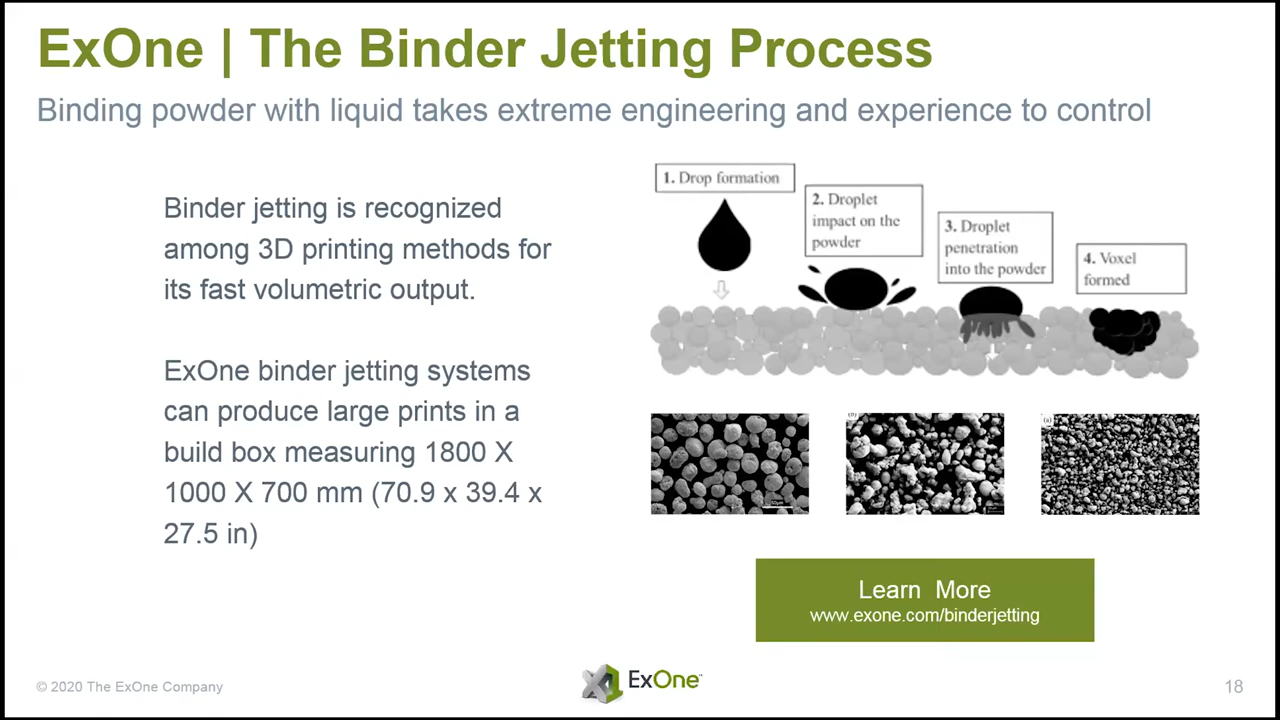 ExOne | The Binder Jetting Process
Binding powder with liquid takes extreme engineering and experience to control
Binder jetting is recognized
among 3D printing methods for
its fast volumetric output.
ExOne binder jetting systems
can produce large prints in a
build box measuring 1800 X
1000 X 700 mm (70.9 x 39.4 x
27.5 in)
1. Drop formation
2. Droplet
impact on the
powder
3. Droplet
penetration
into the powder
4. Voxel
formed
(a)
Learn More
www.exone.com/binderjetting
© 2020 The ExOne Company
ExOne
18